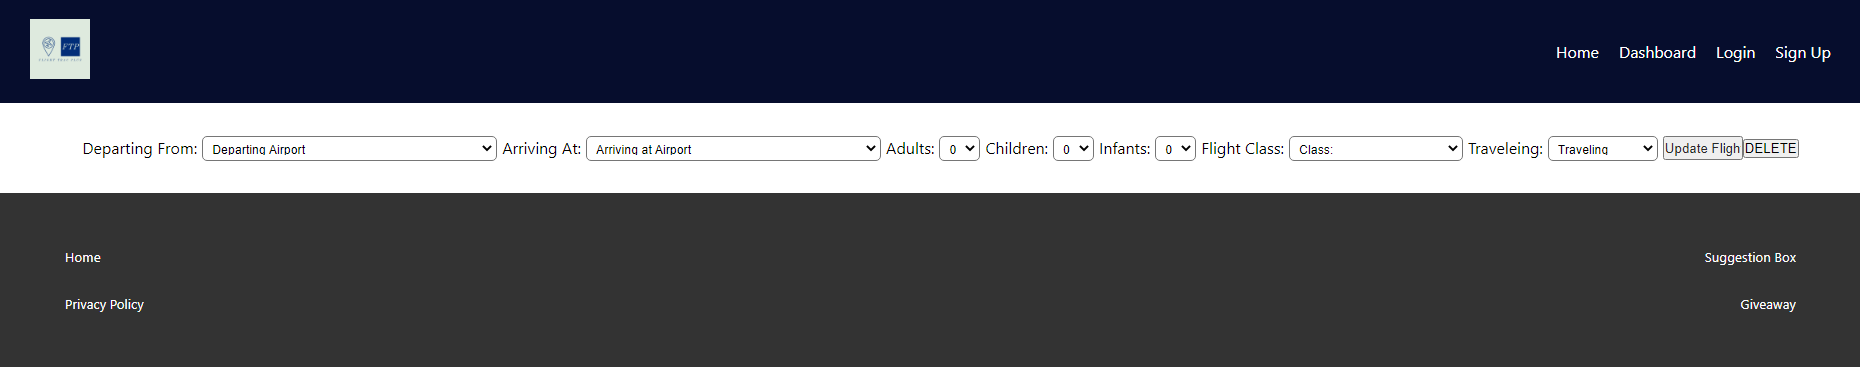 FTP
Home Dashboard Login Sign Up
Departing From: Departing Airport Arriving At: Arriving at Airport Adults: 0 Children: 0 Infants: 0 Flight Class: Class: Traveleing: Traveling Update Fligh DELETE
Home Suggestion Box
Privacy Policy Giveaway